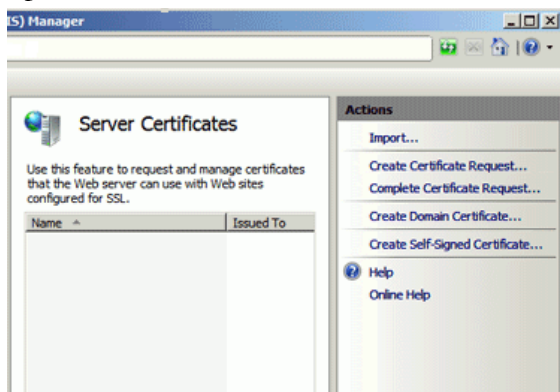 IS) Manager
Server Certificates
Use this feature to request and manage certificates
that the Web server can use with Web sites
configured for SSL.
Name
Issued To
Actions
Import...
Create Certificate Request...
Complete Certificate Request...
Create Domain Certificate...
Create Self-Signed Certificate...
Help
Online Help